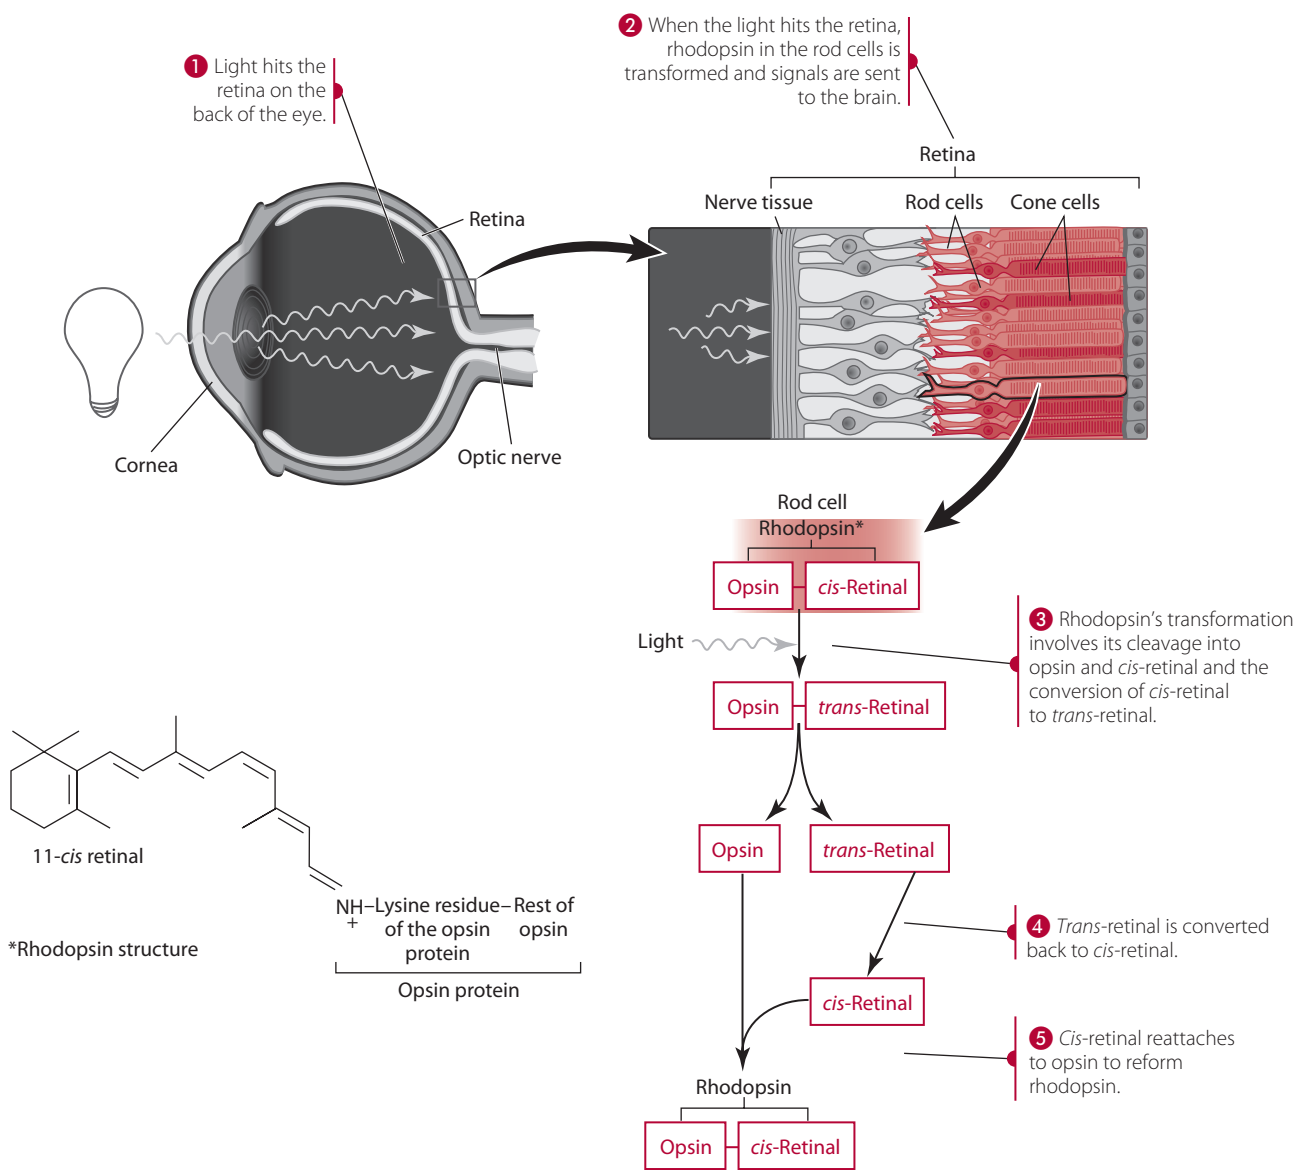 1 Light hits the
retina on the
back of the eye.
2 When the light hits the retina,
rhodopsin in the rod cells is
transformed and signals are sent
to the brain.
Retina
Nerve tissue
Rod cells
Cone cells
Retina
Cornea
Optic nerve
Rod cell
Rhodopsin*
Opsin
cis-Retinal
Light
3 Rhodopsin's transformation
involves its cleavage into
opsin and cis-retinal and the
conversion of cis-retinal
to trans-retinal.
Opsin
trans-Retinal
Opsin
trans-Retinal
4 Trans-retinal is converted
back to cis-retinal.
cis-Retinal
5 Cis-retinal reattaches
to opsin to reform
rhodopsin.
Rhodopsin
Opsin
cis-Retinal
11-cis retinal
NH–Lysine residue–Rest of
+ of the opsin opsin
protein
Opsin protein
*Rhodopsin structure